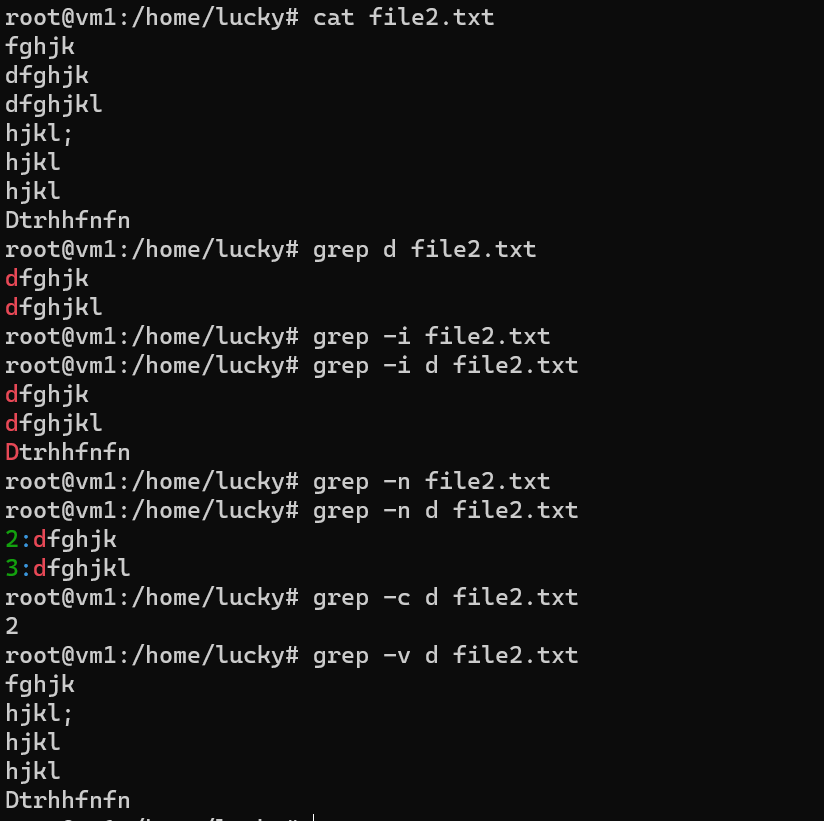 root@vm1:/home/lucky# cat file2.txt
fghjk
dfghjk
dfghjkl
hjkl;
hjkl
hjkl
Dtrhhfnfn
root@vm1:/home/lucky# grep d file2.txt
dfghjk
dfghjkl
root@vm1:/home/lucky# grep -i file2.txt
root@vm1:/home/lucky# grep -i d file2.txt
dfghjk
dfghjkl
Dtrhhfnfn
root@vm1:/home/lucky# grep -n file2.txt
root@vm1:/home/lucky# grep -n d file2.txt
2:dfghjk
3:dfghjkl
root@vm1:/home/lucky# grep -c d file2.txt
2
root@vm1:/home/lucky# grep -v d file2.txt
fghjk
hjkl;
hjkl
hjkl
Dtrhhfnfn